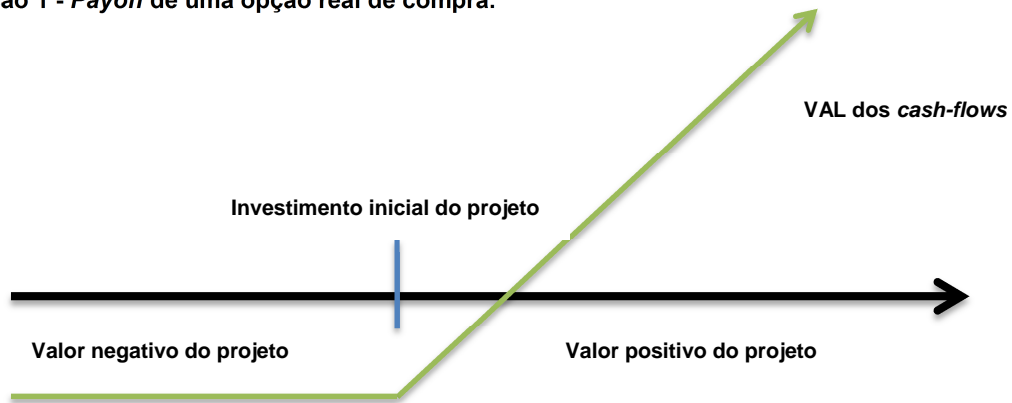 ão 1 - Payoff de uma opção real de compra.
VAL dos cash-flows
Investimento inicial do projeto
Valor negativo do projeto
Valor positivo do projeto